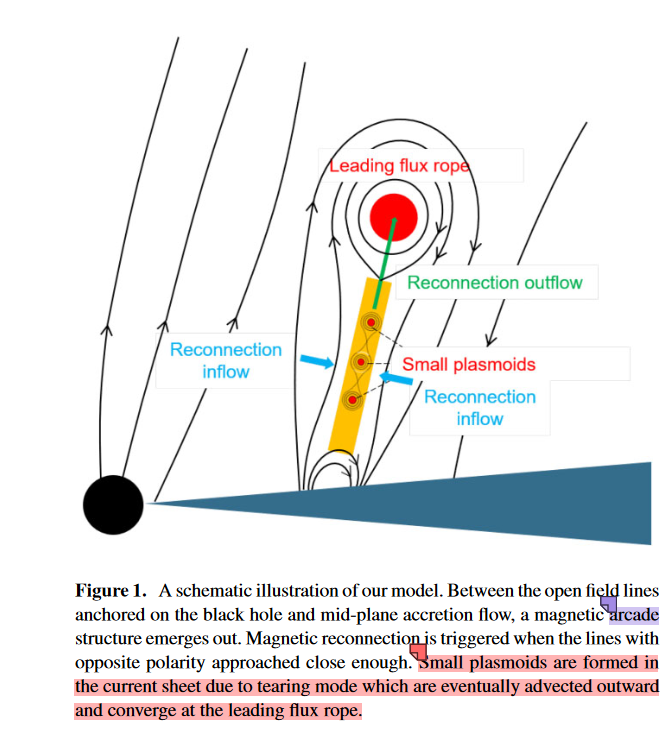 Leading flux rope
Reconnection outflow
Reconnection
inflow
Small plasmoids
Reconnection
inflow
Figure 1. A schematic illustration of our model. Between the open field lines
anchored on the black hole and mid-plane accretion flow, a magnetic arcade
structure emerges out. Magnetic reconnection is triggered when the lines with
opposite polarity approached close enough. Small plasmoids are formed in
the current sheet due to tearing mode which are eventually advected outward
and converge at the leading flux rope.